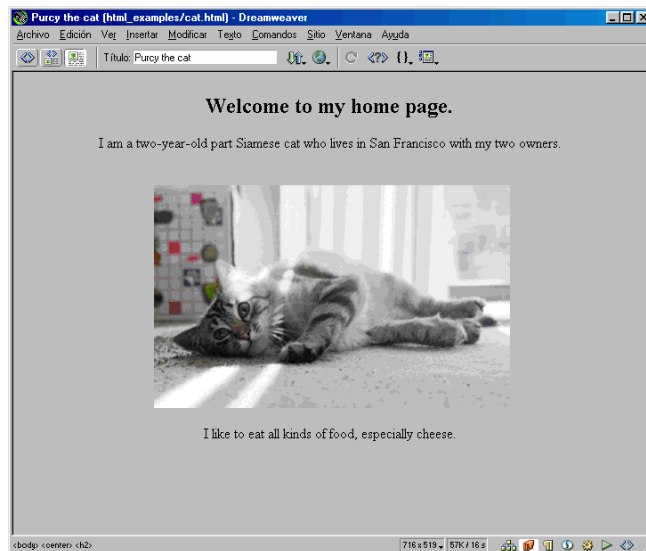 Purcy the cat (html_examples/cat.html) - Dreamweaver
Archivo Edición Ver Insertar Modificar Texto Comandos Sitio Ventana Ayuda
Título: Purcy the cat
Welcome to my home page.
I am a two-year-old part Siamese cat who lives in San Francisco with my two owners.
I like to eat all kinds of food, especially cheese.
<body> <center> <h2> 716 x 519 57K / 16 s